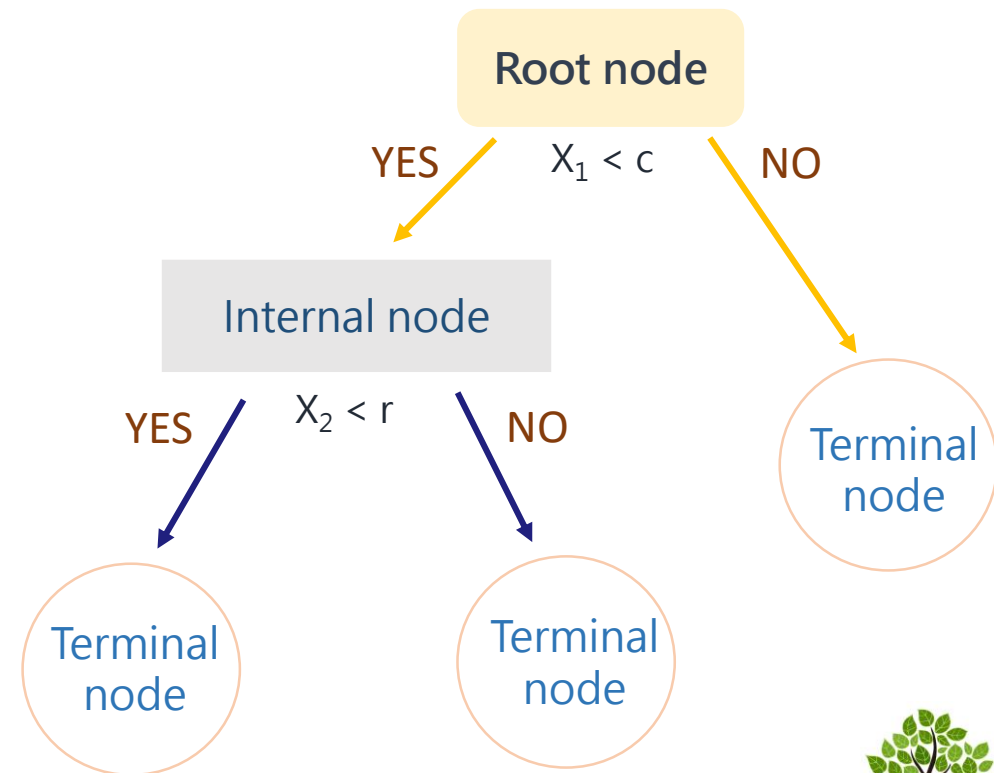 Root node
YES
X₁ < c
NO
Internal node
YES
X₂ < r
NO
Terminal
node
Terminal
node
Terminal
node